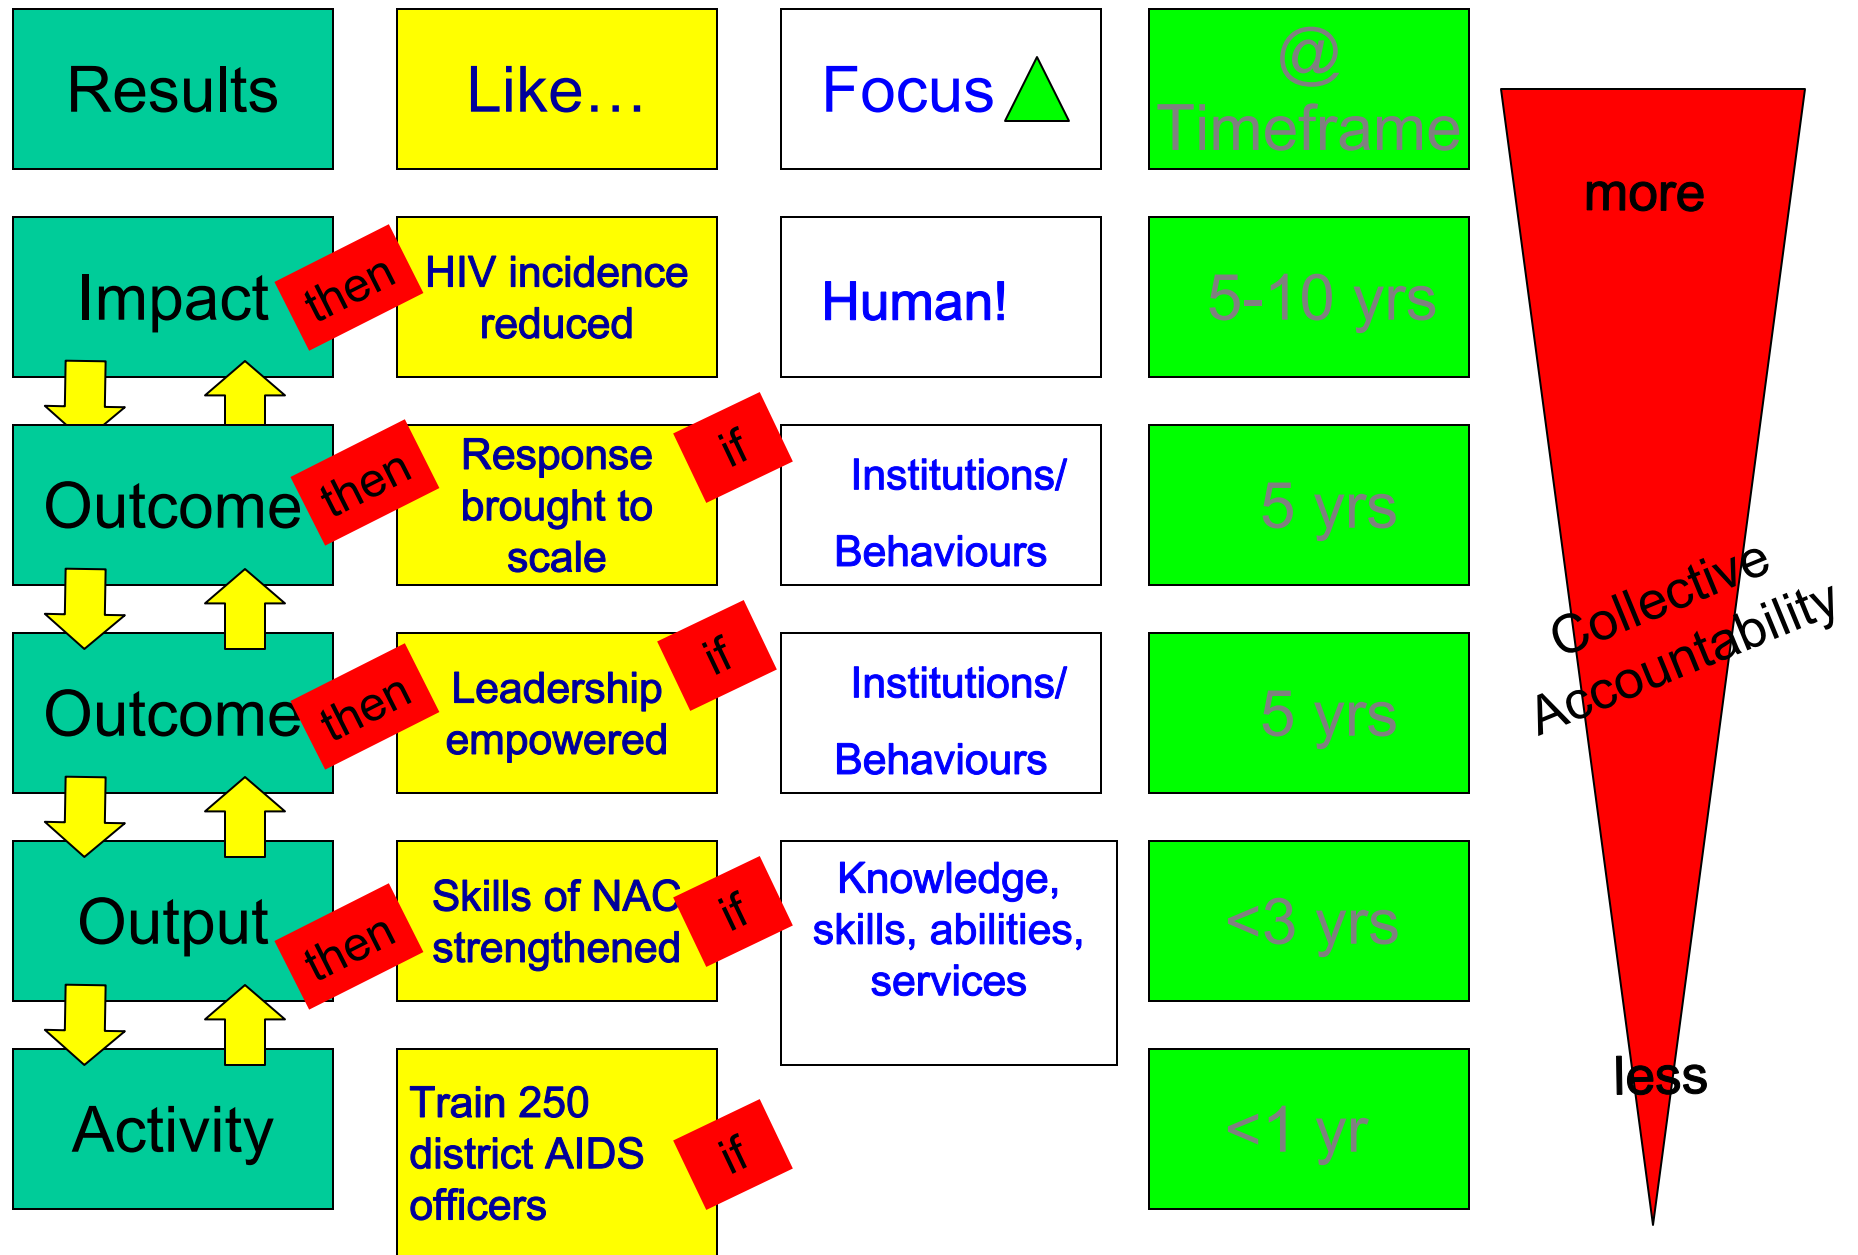 Results
Like…
Focus
@
Timeframe
more
Impact
then
HIV incidence
reduced
Human!
5-10 yrs
Outcome
then
Response
brought to
scale
if
Institutions/
Behaviours
5 yrs
Collective
Accountability
Outcome
then
Leadership
empowered
if
Institutions/
Behaviours
5 yrs
Output
then
Skills of NAC
strengthened
if
Knowledge,
skills, abilities,
services
<3 yrs
less
Activity
Train 250
district AIDS
officers
if
<1 yr